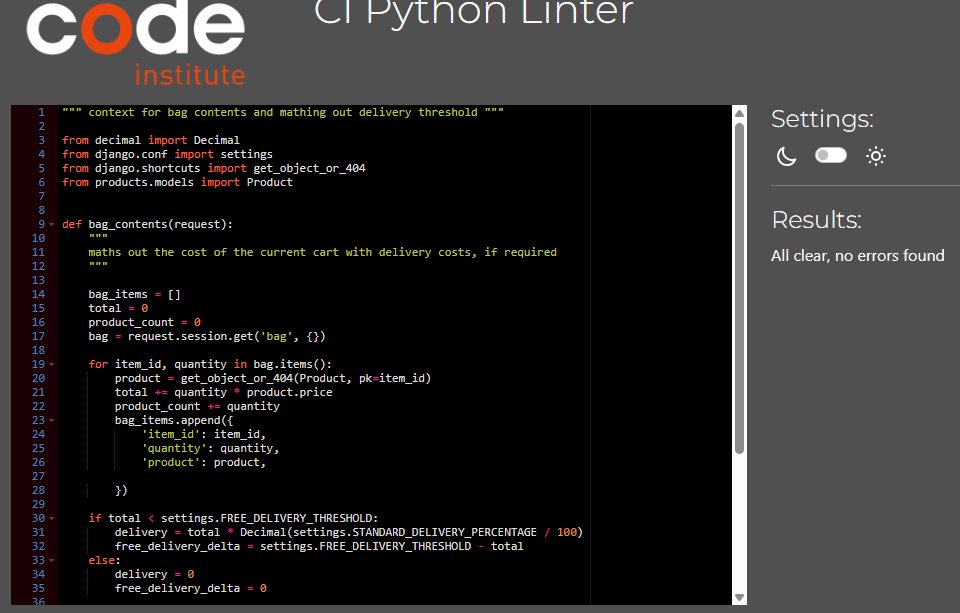 code
institute
CI Python Linter
1 """ context for bag contents and mathing out delivery threshold """
2
3 from decimal import Decimal
4 from django.conf import settings
5 from django.shortcuts import get_object_or_404
6 from products.models import Product
7
8
9 def bag_contents(request):
10     """
11     maths out the cost of the current cart with delivery costs, if required
12     """
13
14     bag_items = []
15     total = 0
16     product_count = 0
17     bag = request.session.get('bag', {})
18
19     for item_id, quantity in bag.items():
20         product = get_object_or_404(Product, pk=item_id)
21         total += quantity * product.price
22         product_count += quantity
23         bag_items.append({
24             'item_id': item_id,
25             'quantity': quantity,
26             'product': product,
27
28         })
29
30     if total < settings.FREE_DELIVERY_THRESHOLD:
31         delivery = total * Decimal(settings.STANDARD_DELIVERY_PERCENTAGE / 100)
32         free_delivery_delta = settings.FREE_DELIVERY_THRESHOLD - total
33     else:
34         delivery = 0
35         free_delivery_delta = 0
36
Settings:
Results:
All clear, no errors found